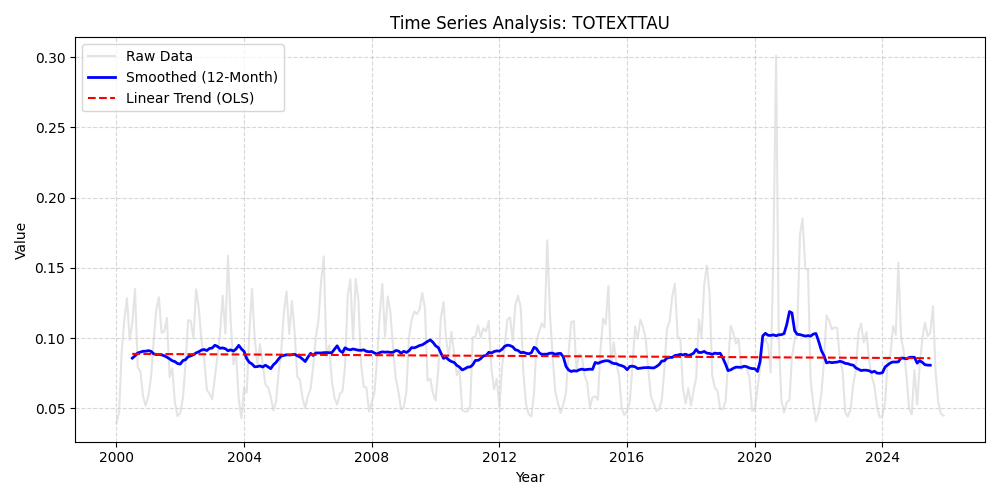 Time Series Analysis: TOTEXTTAU
Raw Data
Smoothed (12-Month)
Linear Trend (OLS)
Value
0.30
0.25
0.20
0.15
0.10
0.05
2000 2004 2008 2012 2016 2020 2024
Year